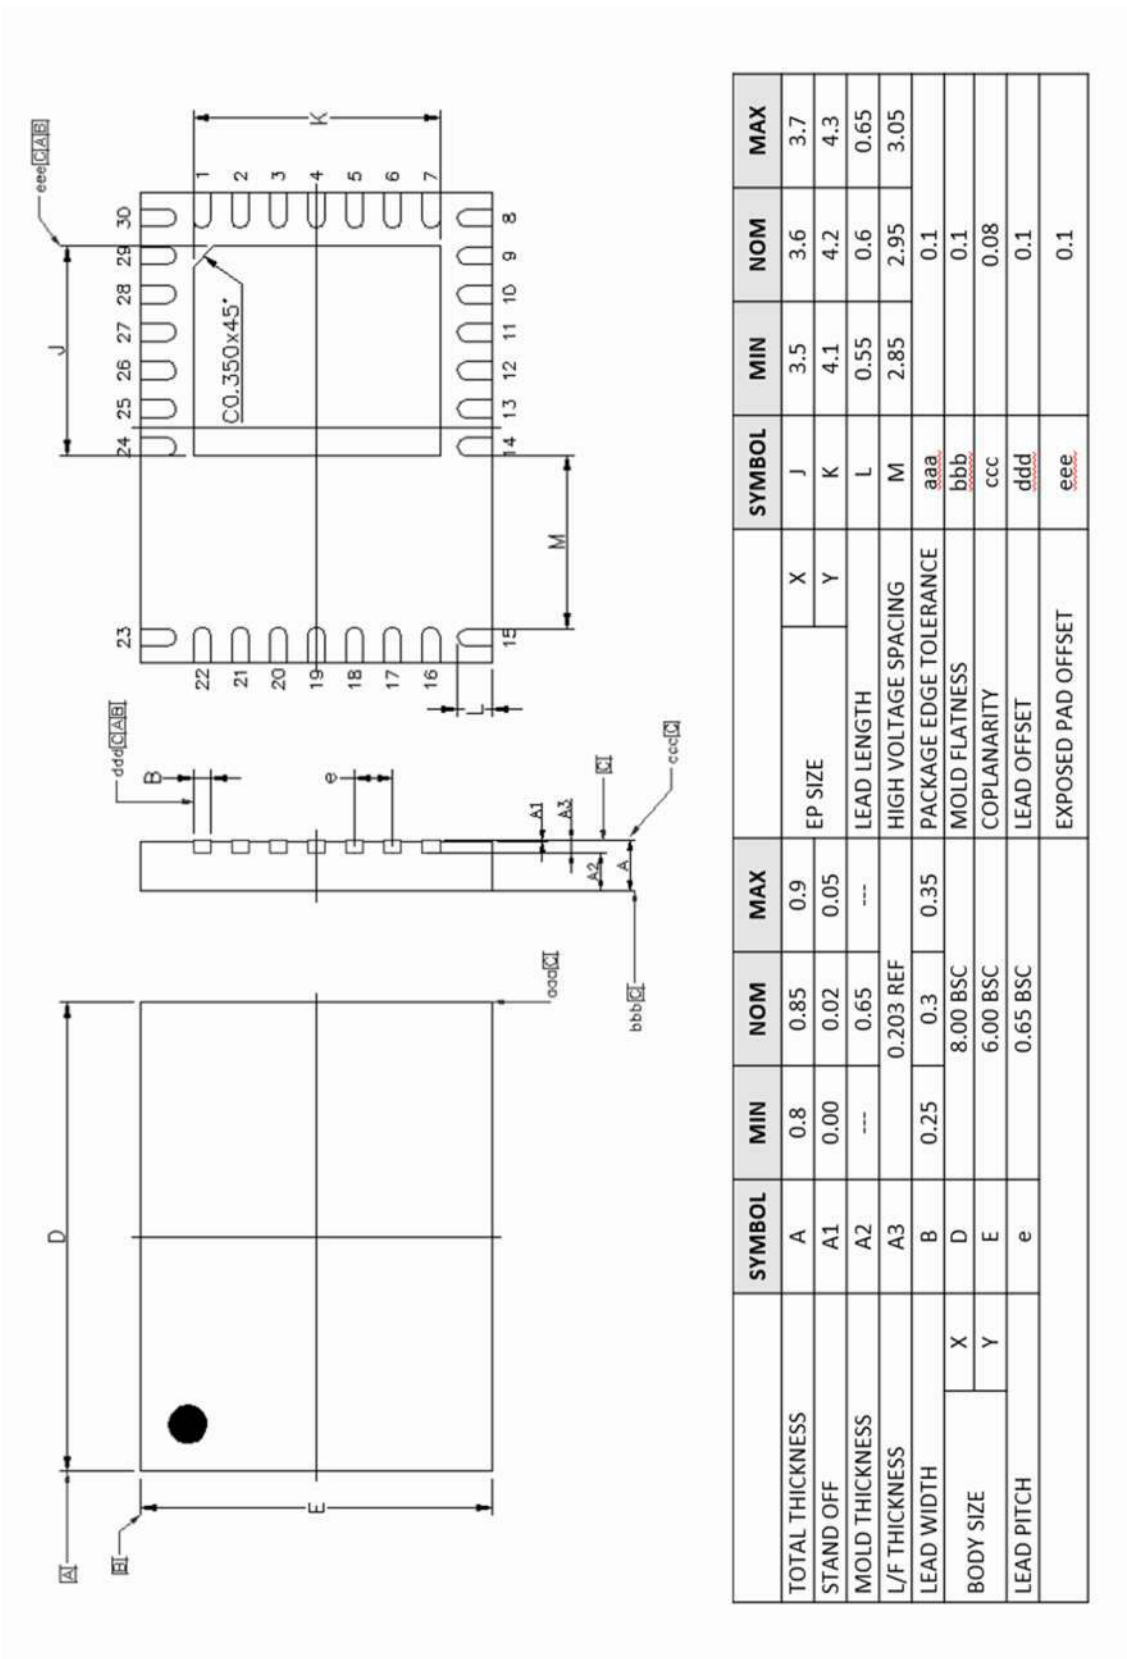 A
B
D
E
aaa C
bbb C
ccc C
C
A
A1
A2
A3
ddd C A B
B
e
eee C A B
J
K
L
M
C0.350x45°
30 29 28 27 26 25 24 23
1 2 3 4 5 6 7
8 9 10 11 12 13 14 15
22 21 20 19 18 17 16
SYMBOL MIN NOM MAX SYMBOL MIN NOM MAX
TOTAL THICKNESS A 0.8 0.85 0.9 EP SIZE X J 3.5 3.6 3.7
STAND OFF A1 0.00 0.02 0.05 Y K 4.1 4.2 4.3
MOLD THICKNESS A2 --- 0.65 --- LEAD LENGTH L 0.55 0.6 0.65
L/F THICKNESS A3 0.203 REF HIGH VOLTAGE SPACING M 2.85 2.95 3.05
LEAD WIDTH B 0.25 0.3 0.35 PACKAGE EDGE TOLERANCE aaa 0.1
BODY SIZE X D 8.00 BSC MOLD FLATNESS bbb 0.1
Y E 6.00 BSC COPLANARITY ccc 0.08
LEAD PITCH e 0.65 BSC LEAD OFFSET ddd 0.1
EXPOSED PAD OFFSET eee 0.1